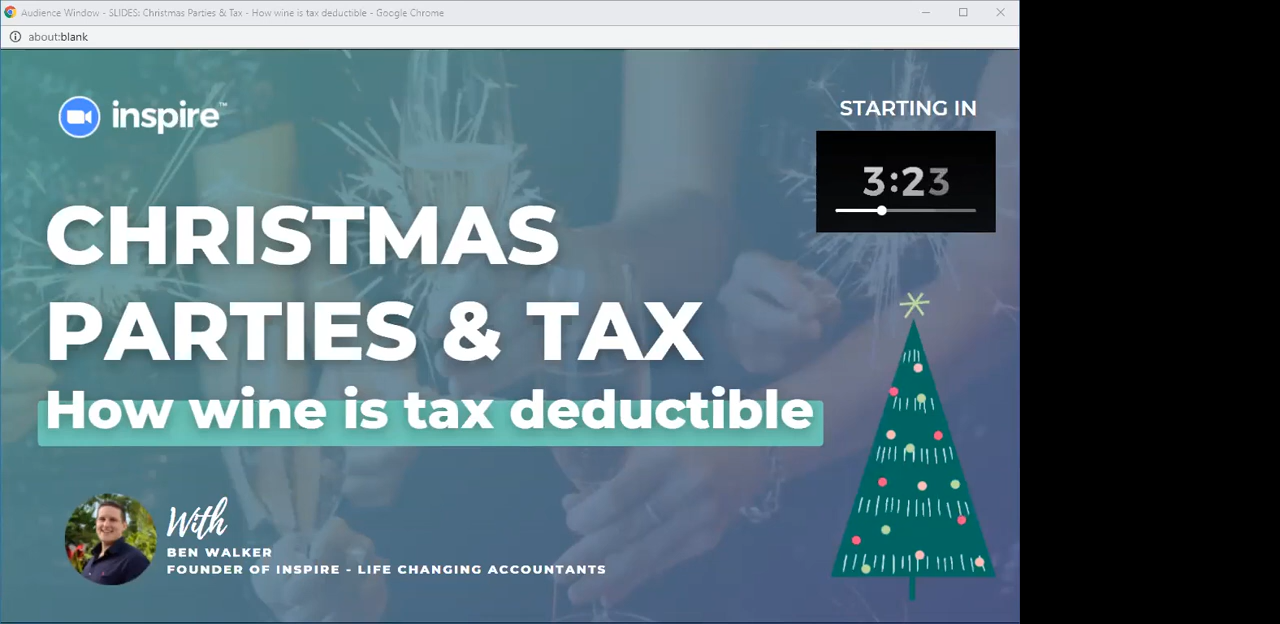 Audience Window - SLIDES: Christmas Parties & Tax - How wine is tax deductible - Google Chrome
about:blank
inspire™
STARTING IN
3:23
CHRISTMAS
PARTIES & TAX
How wine is tax deductible
With
BEN WALKER
FOUNDER OF INSPIRE - LIFE CHANGING ACCOUNTANTS